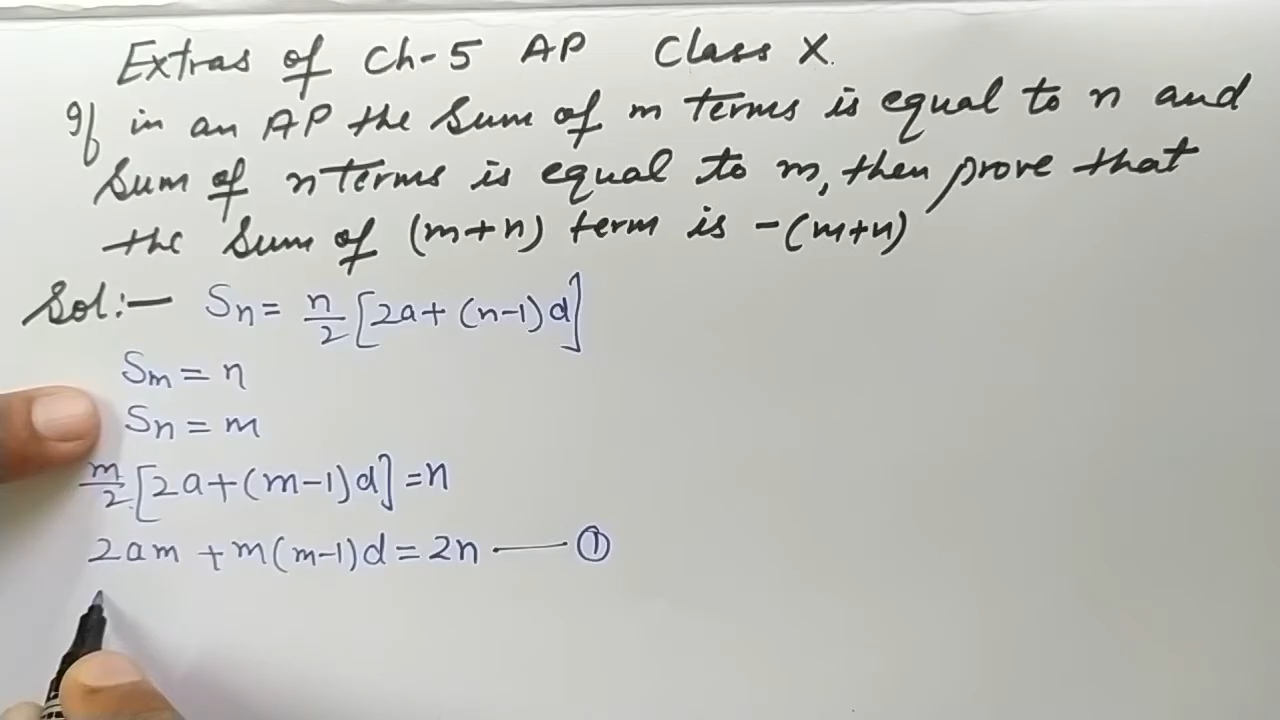 Extras of Ch-5 AP Class X.
If in an AP the Sum of m terms is equal to n and
Sum of n terms is equal to m, then prove that
the Sum of (m+n) term is -(m+n)
Sol:- Sn = n/2 [2a+ (n-1)d]
Sm = n
Sn = m
m/2 [2a+(m-1)d] = n
2am + m(m-1)d = 2n —— ①